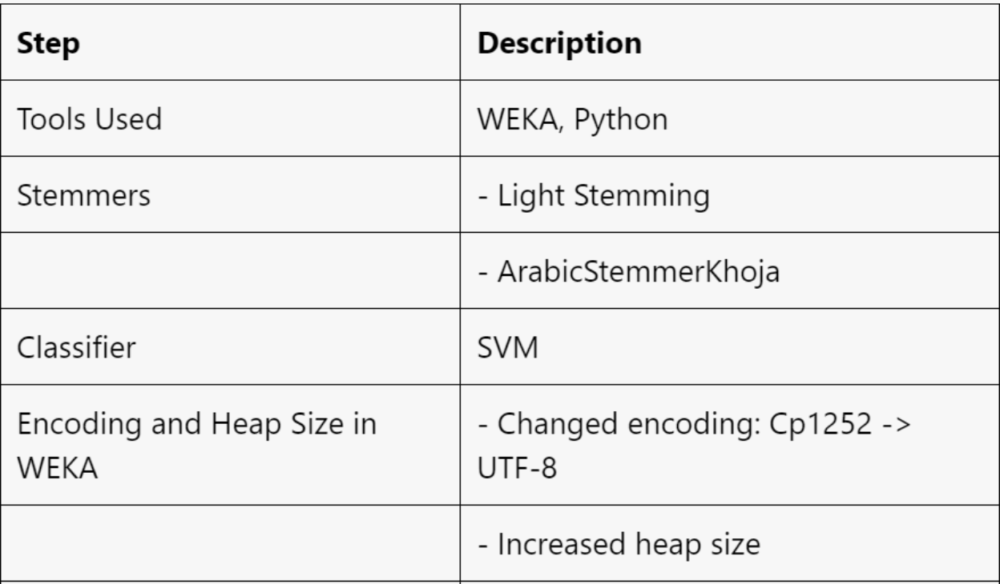 Step Description
Tools Used WEKA, Python
Stemmers - Light Stemming
- ArabicStemmerKhoja
Classifier SVM
Encoding and Heap Size in WEKA - Changed encoding: Cp1252 -> UTF-8
- Increased heap size